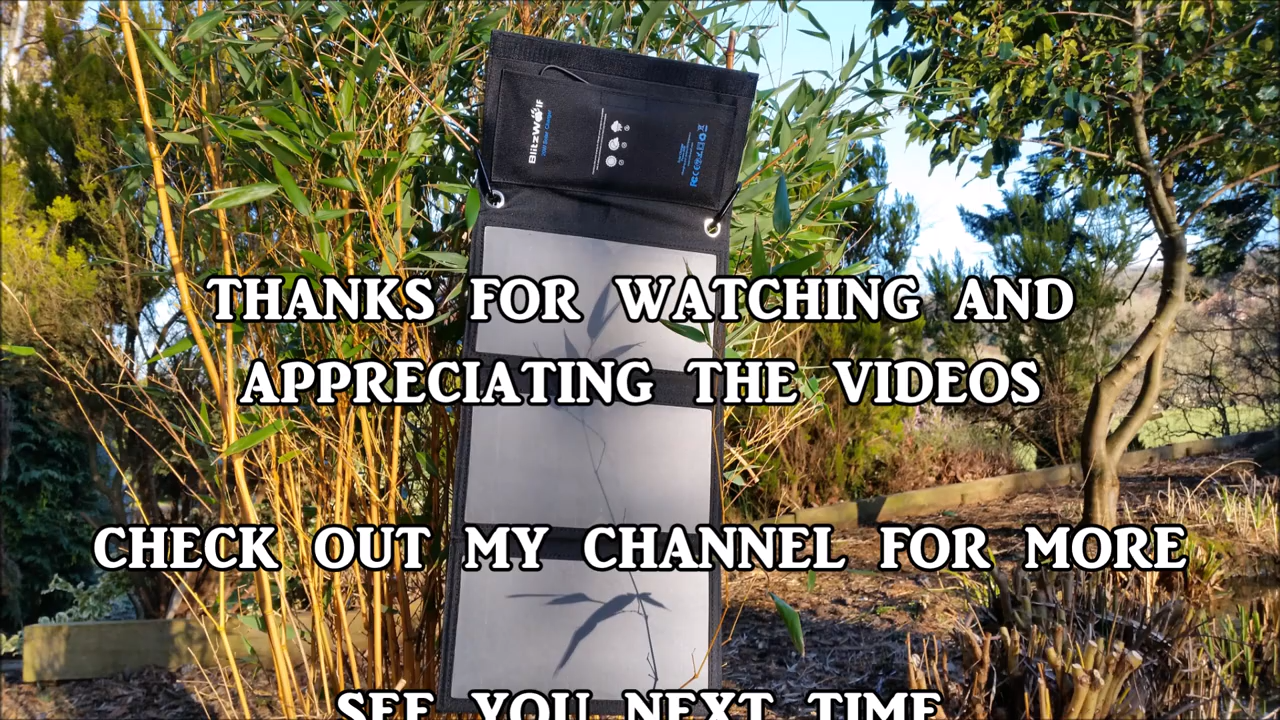 BlitzWolf
THANKS FOR WATCHING AND
APPRECIATING THE VIDEOS
CHECK OUT MY CHANNEL FOR MORE
SEE YOU NEXT TIME